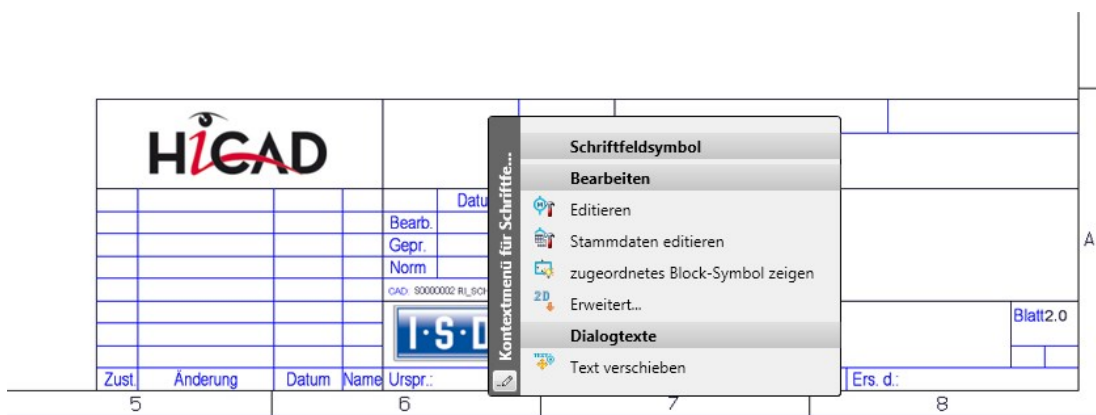 HiCAD
Kontextmenü für Schriftfe...
Schriftfeldsymbol
Bearbeiten
Editieren
Stammdaten editieren
zugeordnetes Block-Symbol zeigen
2D Erweitert...
Dialogtexte
Text verschieben
Datu
Bearb.
Gepr.
Norm
CAD: S0000002 RI_SCH
I·S·D
Blatt2.0
Zust. Änderung Datum Name Urspr.: Ers. d.:
5 6 7 8
A